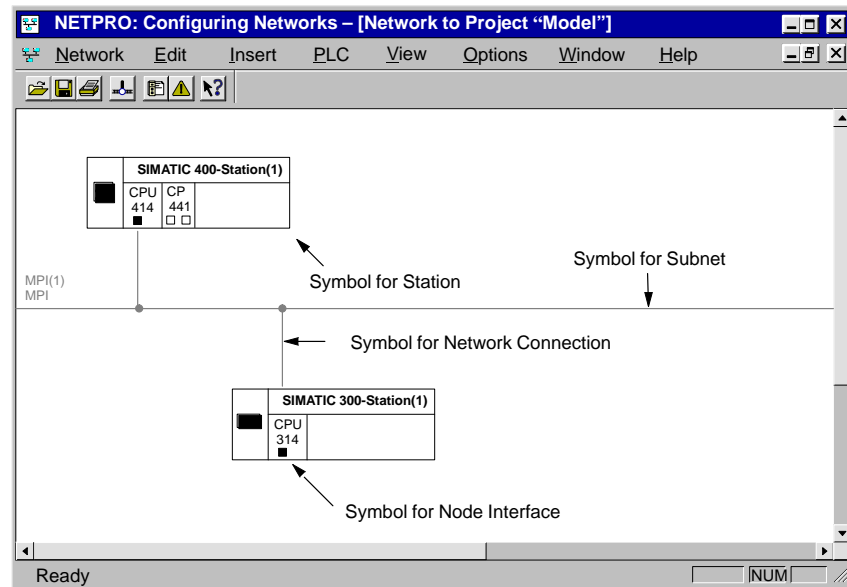 NETPRO: Configuring Networks – [Network to Project “Model”]
Network Edit Insert PLC View Options Window Help
SIMATIC 400-Station(1)
CPU 414
CP 441
Symbol for Station
Symbol for Subnet
MPI(1)
MPI
Symbol for Network Connection
SIMATIC 300-Station(1)
CPU
314
Symbol for Node Interface
Ready NUM